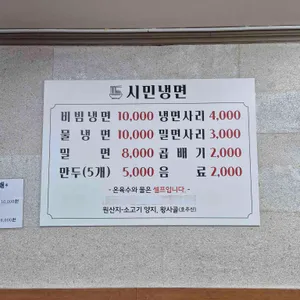 시민냉면
비빔냉면 10,000 냉면사리 4,000
물냉면 10,000 밀면사리 3,000
밀면 8,000 곱배기 2,000
만두(5개) 5,000 음료 2,000
- 온육수와 물은 셀프입니다. -
원산지-소고기 양지, 황사골(호주산)